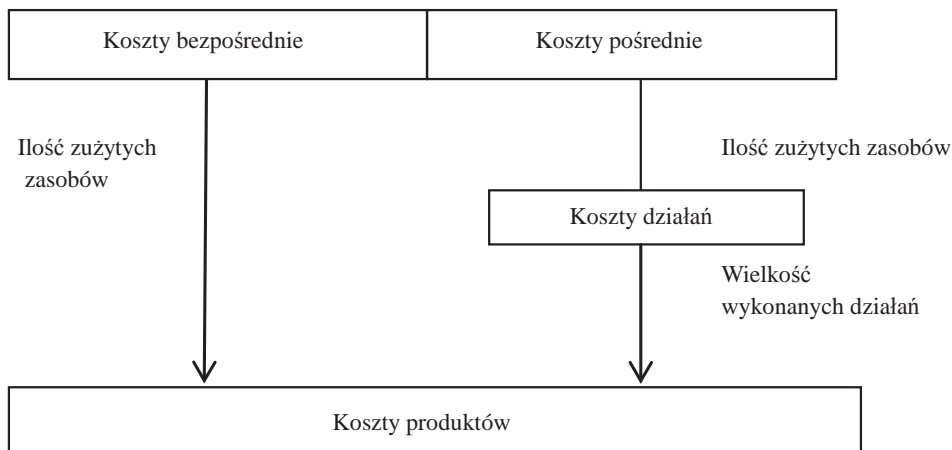 Koszty bezpośrednie
Koszty pośrednie
Ilość zużytych
zasobów
Ilość zużytych zasobów
Koszty działań
Wielkość
wykonanych działań
Koszty produktów